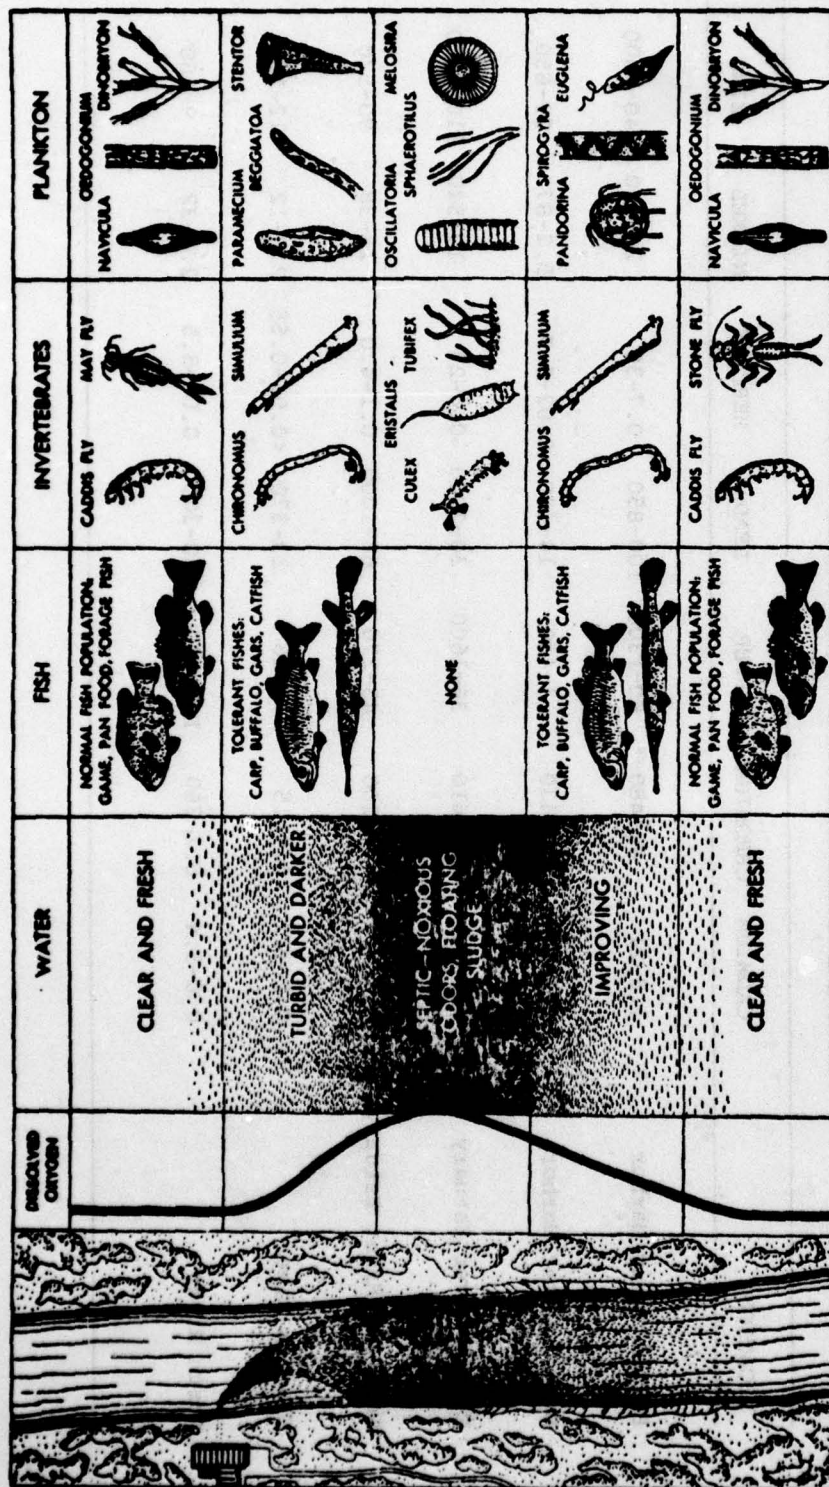 DISSOLVED
OXYGEN
CLEAR AND FRESH
IMPROVING
SEPTIC—NOXIOUS
ODORS, FLOATING
SLUDGE
TURBID AND DARKER
CLEAR AND FRESH
WATER
NORMAL FISH POPULATION:
GAME, PAN FOOD, FORAGE FISH
TOLERANT FISHES:
CARP, BUFFALO, GARS, CATFISH
NONE
TOLERANT FISHES:
CARP, BUFFALO, GARS, CATFISH
NORMAL FISH POPULATION:
GAME, PAN FOOD, FORAGE FISH
FISH
CADDIS FLY STONE FLY
CHIRONOMUS SIMULIUM
CULEX ERISTALIS TUBIFEX
CHIRONOMUS SIMULIUM
CADDIS FLY MAY FLY
INVERTEBRATES
NAVICULA OEDOGONIUM DINOBRYON
PANDORINA SPIROGYRA EUGLENA
OSCILLATORIA SPHAEROTILUS MELOSIRA
PARAMECIUM BEGGIATOA STENTOR
NAVICULA OEDOGONIUM DINOBRYON
PLANKTON